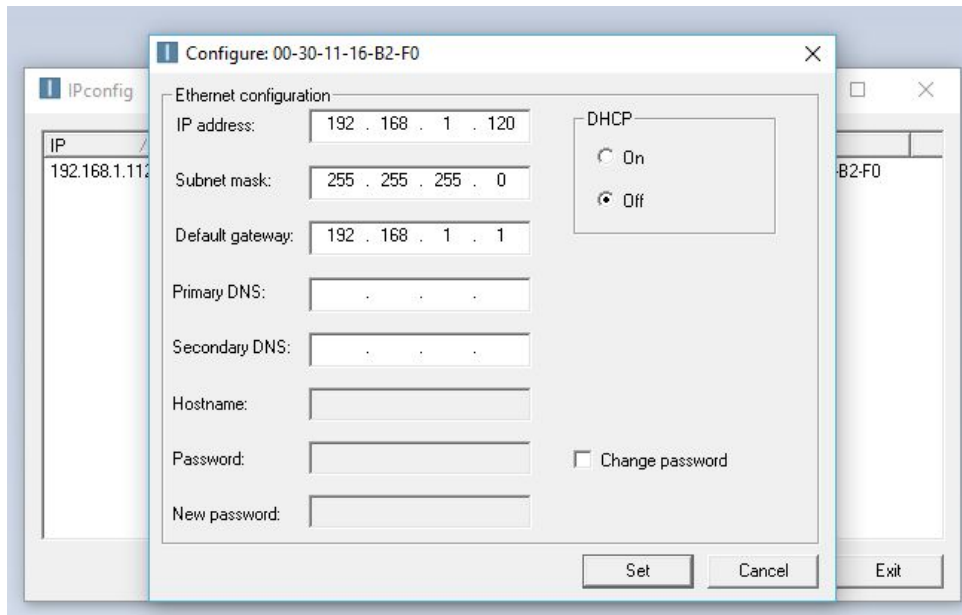 Configure: 00-30-11-16-B2-F0
IPconfig
Ethernet configuration
IP address: 192 . 168 . 1 . 120
DHCP
On
Off
IP
192.168.1.112
-B2-F0
Subnet mask: 255 . 255 . 255 . 0
Default gateway: 192 . 168 . 1 . 1
Primary DNS: . . .
Secondary DNS: . . .
Hostname:
Password:
Change password
New password:
Set
Cancel
Exit